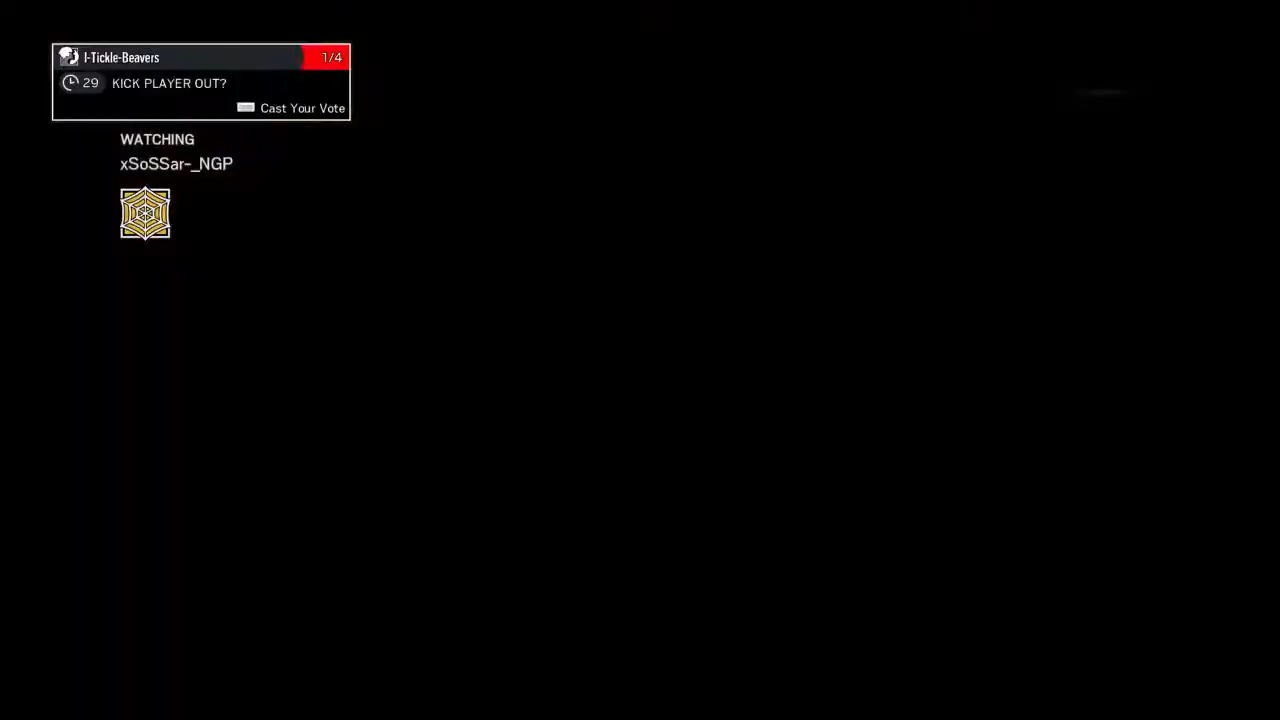 I-Tickle-Beavers 1/4
29 KICK PLAYER OUT?
Cast Your Vote
WATCHING
xSoSSar-_NGP